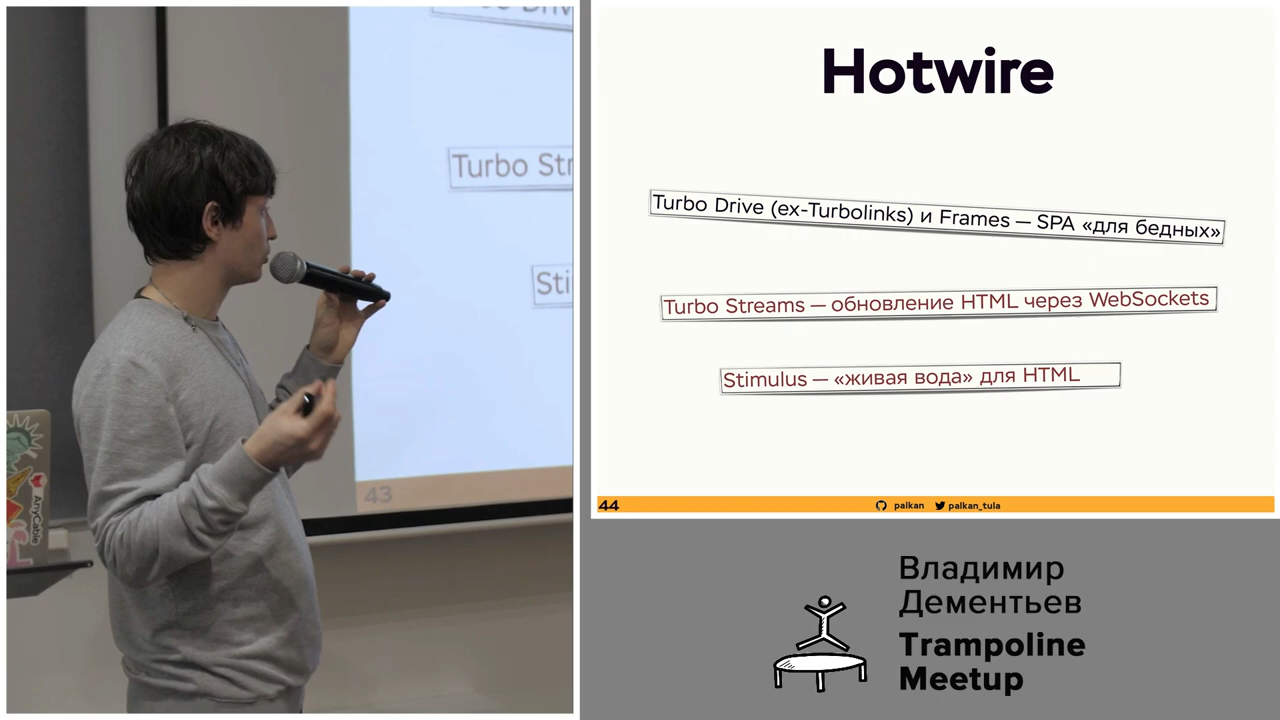 Turbo Str
Sti
43
AnyCable
Hotwire
Turbo Drive (ex-Turbolinks) и Frames — SPA «для бедных»
Turbo Streams — обновление HTML через WebSockets
Stimulus — «живая вода» для HTML
44
palkan
palkan_tula
Владимир
Дементьев
Trampoline
Meetup